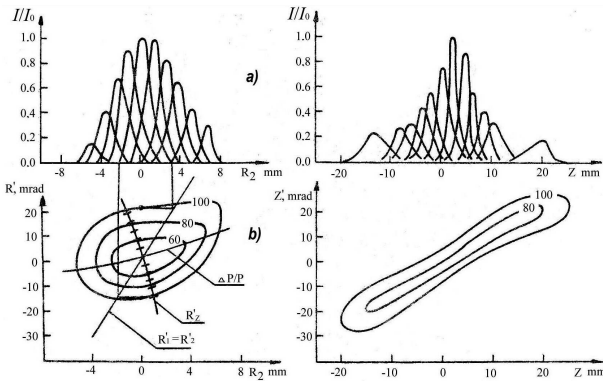 I/I₀
1.0
0.8
0.6
0.4
0.2
0.0
-8 -4 0 4 8
R₂ mm
a)
I/I₀
1.0
0.8
0.6
0.4
0.2
0.0
-20 -10 0 10 20
Z mm
R', mrad
20
10
0
-10
-20
-30
100
80
60
b)
ΔP/P
R'z
R'₁=R'₂
-4 0 4 8
R₂ mm
Z', mrad
20
10
0
-10
-20
-30
100
80
-20 -10 0 10 20
Z mm